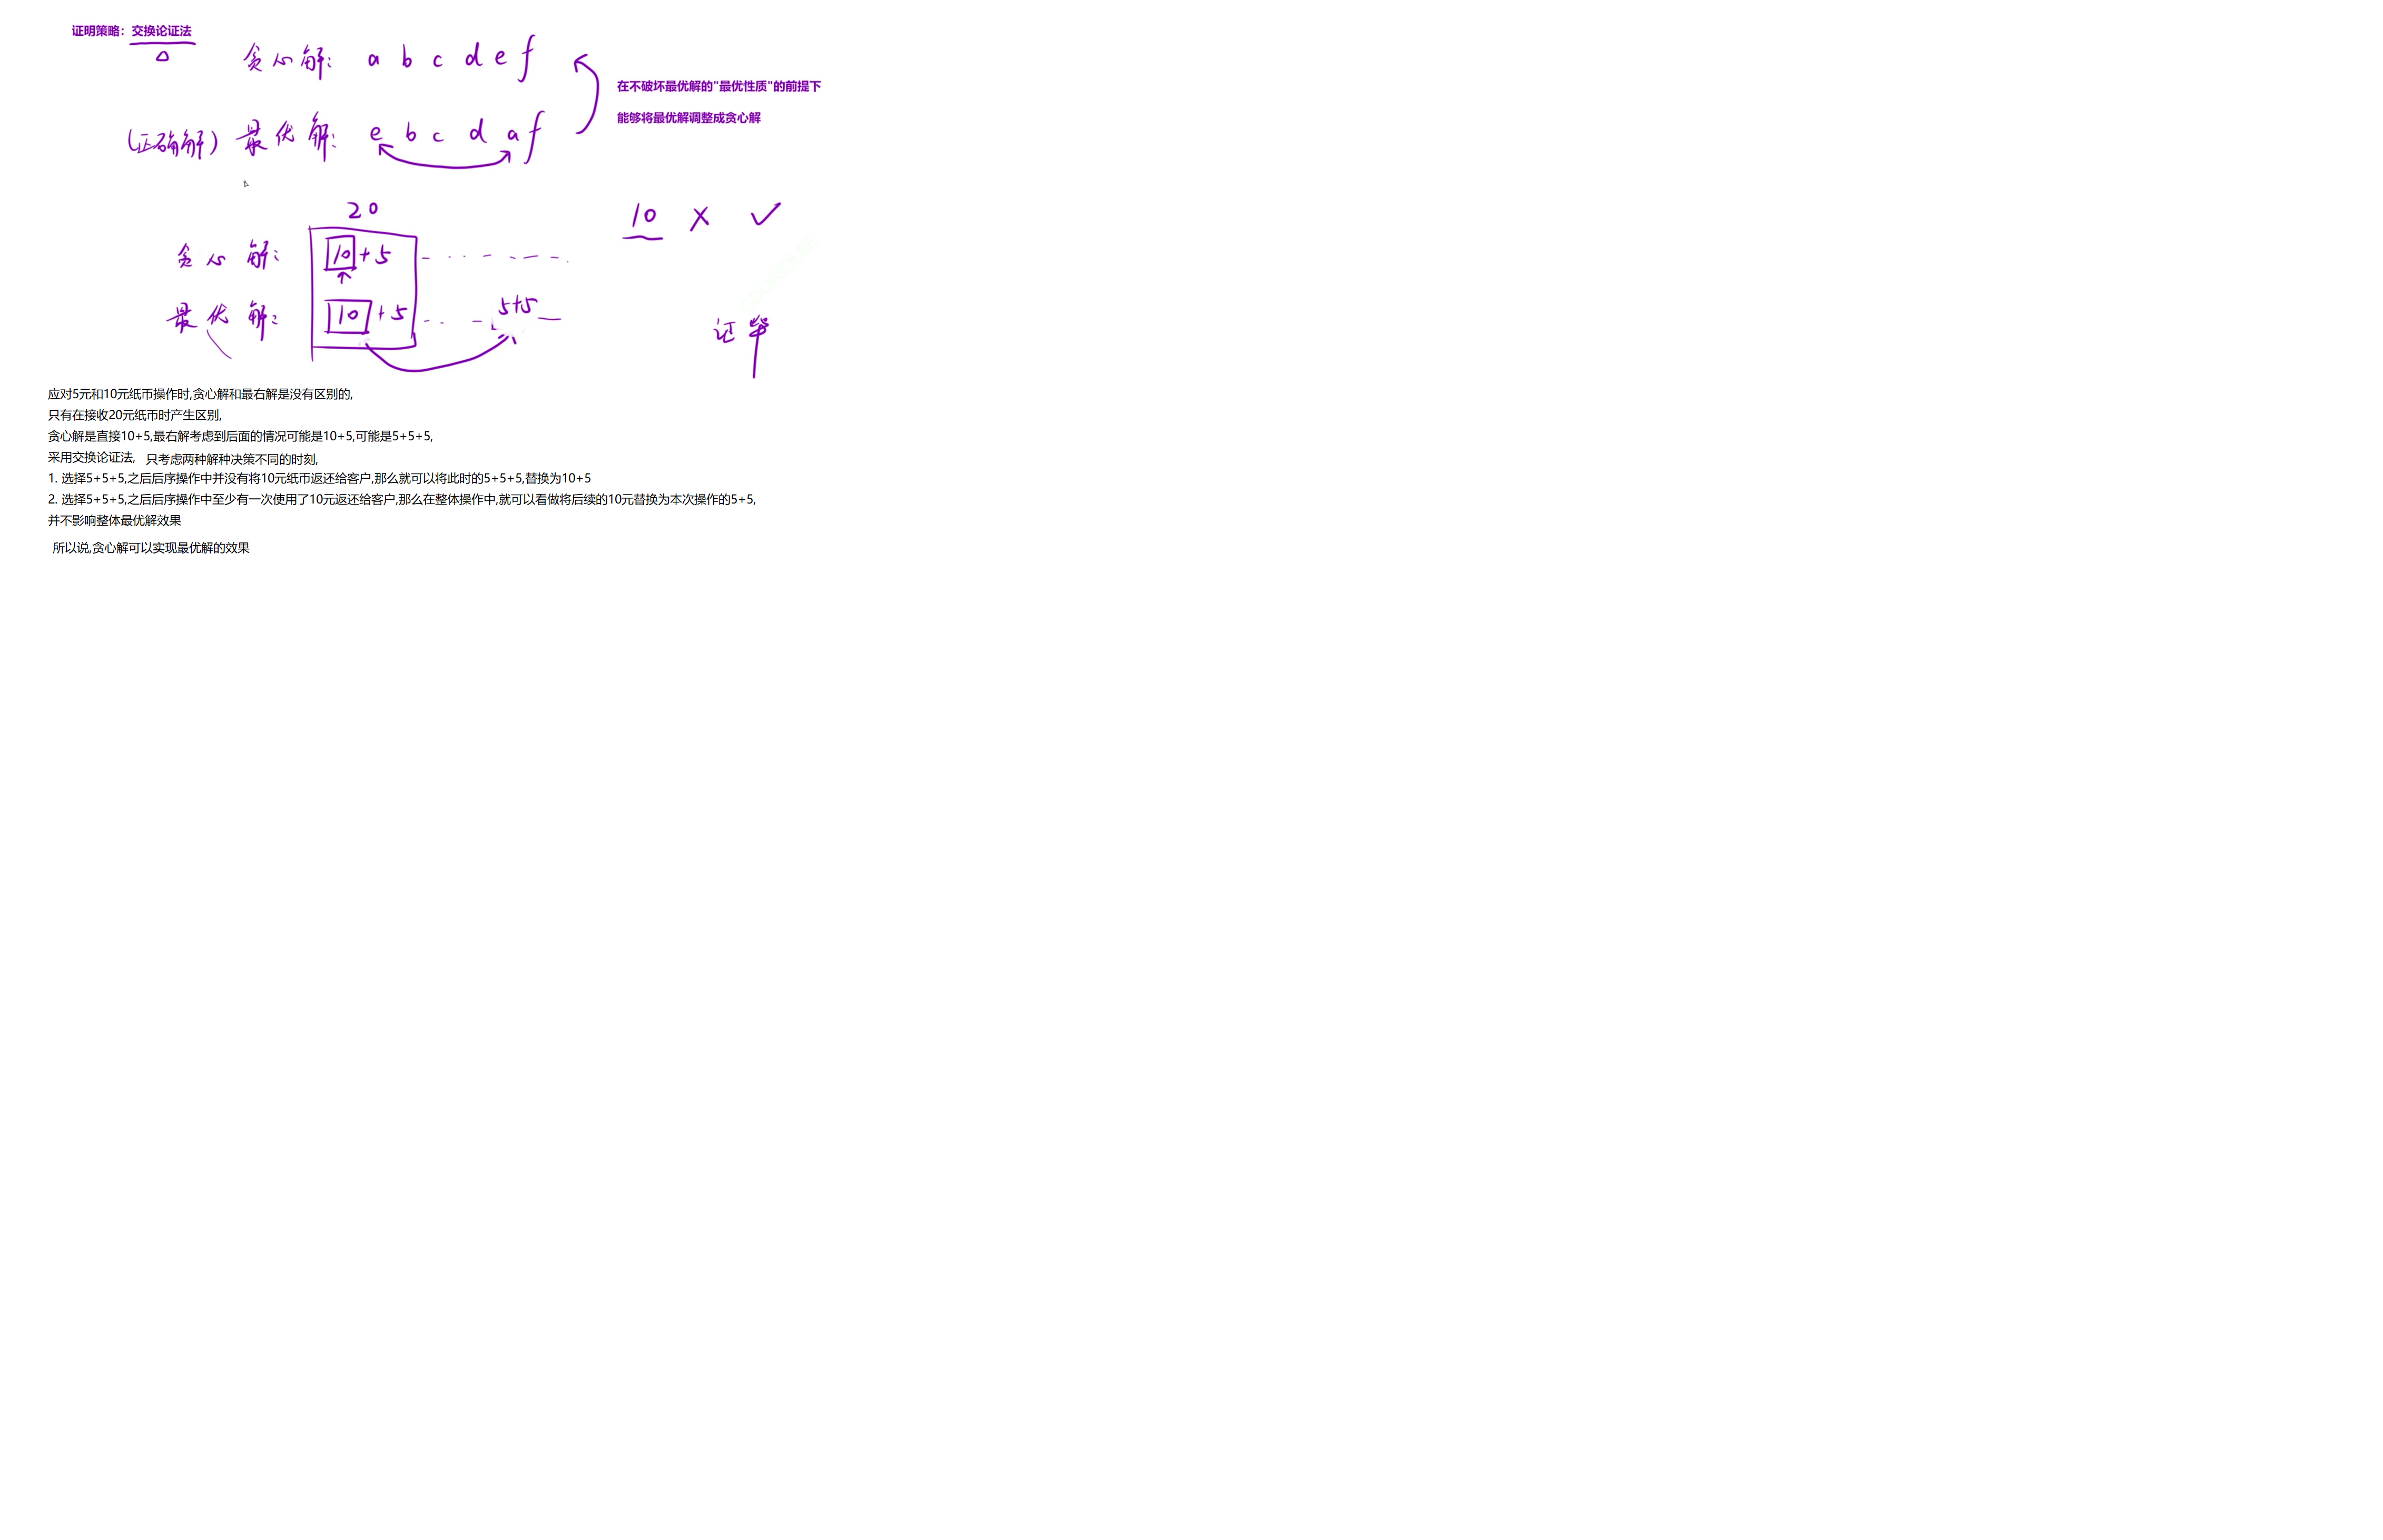 证明策略：交换论证法
贪心解： a b c d e f
在不破坏最优解的"最优性质"的前提下
能够将最优解调整成贪心解
(正确解) 最优解： e b c d a f
20
10 × ✓
贪心解： 10 + 5
最优解： 10 + 5 5+5
证毕
应对5元和10元纸币操作时,贪心解和最右解是没有区别的,
只有在接收20元纸币时产生区别,
贪心解是直接10+5,最右解考虑到后面的情况可能是10+5,可能是5+5+5,
采用交换论证法, 只考虑两种解种决策不同的时刻,
1. 选择5+5+5,之后后序操作中并没有将10元纸币返还给客户,那么就可以将此时的5+5+5,替换为10+5
2. 选择5+5+5,之后后序操作中至少有一次使用了10元返还给客户,那么在整体操作中,就可以看做将后续的10元替换为本次操作的5+5,
并不影响整体最优解效果
所以说,贪心解可以实现最优解的效果